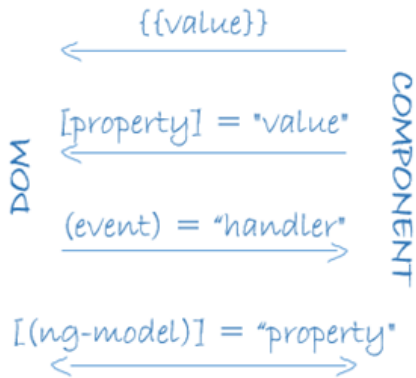 {{value}}
[property] = "value"
DOM
COMPONENT
(event) = "handler"
[(ng-model)] = "property"